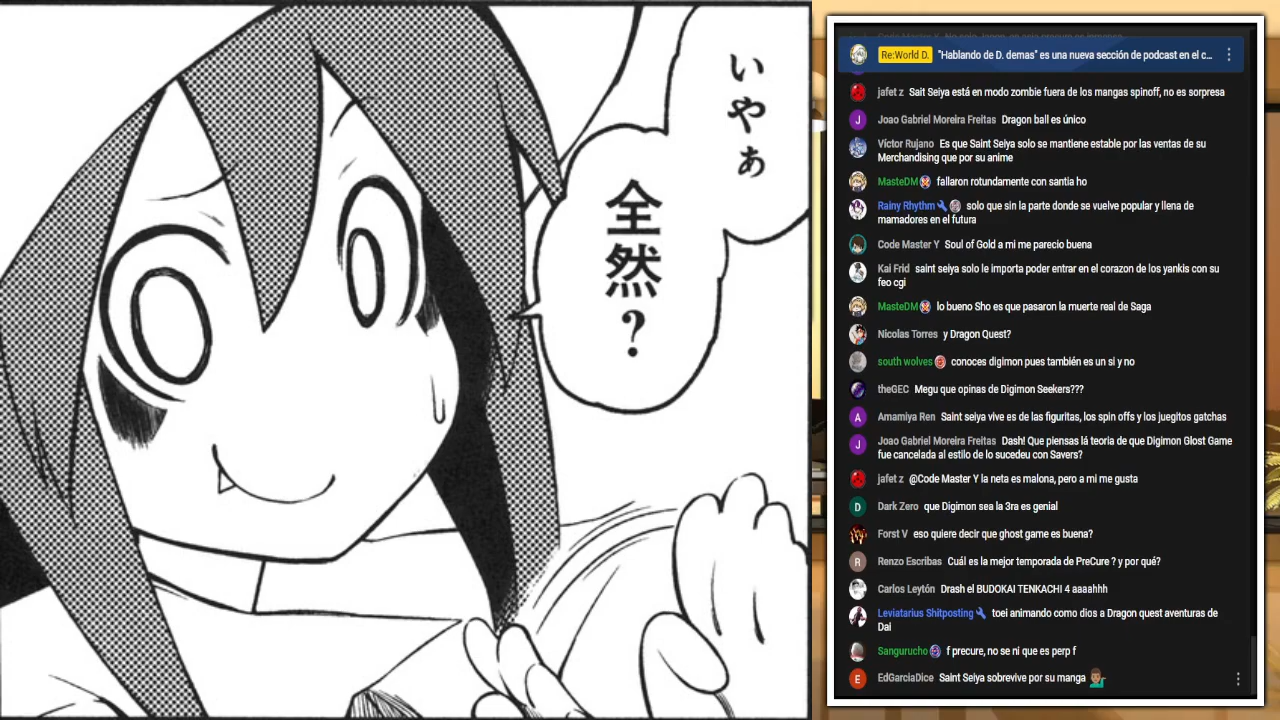 いやぁ
全然?
Re:World D. "Hablando de D. demas" es una nueva sección de podcast en el c...
jafet z Sait Seiya está en modo zombie fuera de los mangas spinoff, no es sorpresa
Joao Gabriel Moreira Freitas Dragon ball es único
Víctor Rujano Es que Saint Seiya solo se mantiene estable por las ventas de su
Merchandising que por su anime
MasteDM fallaron rotundamente con santia ho
Rainy Rhythm solo que sin la parte donde se vuelve popular y llena de
mamadores en el futura
Code Master Y Soul of Gold a mi me parecio buena
Kai Frid saint seiya solo le importa poder entrar en el corazon de los yankis con su
feo cgi
MasteDM lo bueno Sho es que pasaron la muerte real de Saga
Nicolas Torres y Dragon Quest?
south wolves conoces digimon pues también es un si y no
theGEC Megu que opinas de Digimon Seekers???
Amamiya Ren Saint seiya vive es de las figuritas, los spin offs y los juegitos gatchas
Joao Gabriel Moreira Freitas Dash! Que piensas lá teoria de que Digimon Glost Game
fue cancelada al estilo de lo sucedeu con Savers?
jafet z @Code Master Y la neta es malona, pero a mi me gusta
Dark Zero que Digimon sea la 3ra es genial
Forst V eso quiere decir que ghost game es buena?
Renzo Escribas Cuál es la mejor temporada de PreCure ? y por qué?
Carlos Leytón Drash el BUDOKAI TENKACHI 4 aaaahhh
Leviatarius Shitposting toei animando como dios a Dragon quest aventuras de
Dai
Sangurucho f precure, no se ni que es perp f
EdGarciaDice Saint Seiya sobrevive por su manga